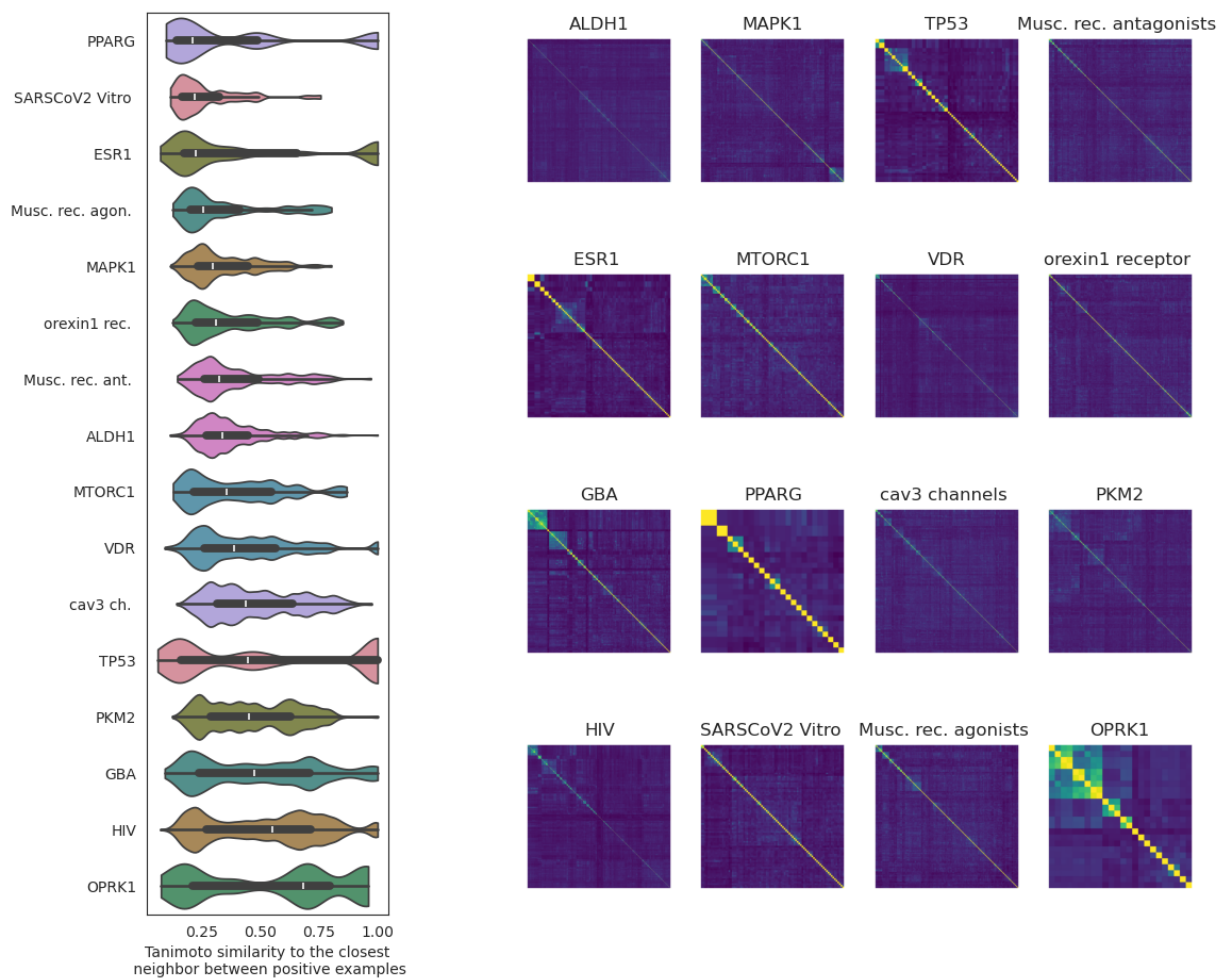 PPARG
SARSCoV2 Vitro
ESR1
Musc. rec. agon.
MAPK1
orexin1 rec.
Musc. rec. ant.
ALDH1
MTORC1
VDR
cav3 ch.
TP53
PKM2
GBA
HIV
OPRK1
0.25 0.50 0.75 1.00
Tanimoto similarity to the closest
neighbor between positive examples
ALDH1 MAPK1 TP53 Musc. rec. antagonists
ESR1 MTORC1 VDR orexin1 receptor
GBA PPARG cav3 channels PKM2
HIV SARSCoV2 Vitro Musc. rec. agonists OPRK1